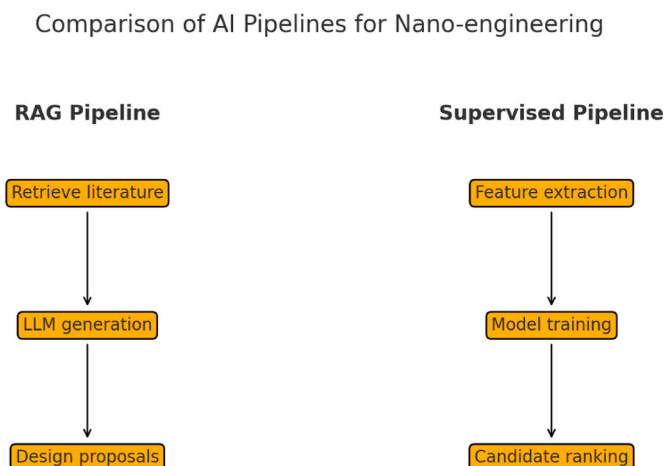 Comparison of AI Pipelines for Nano-engineering
RAG Pipeline
Supervised Pipeline
Retrieve literature
Feature extraction
LLM generation
Model training
Design proposals
Candidate ranking